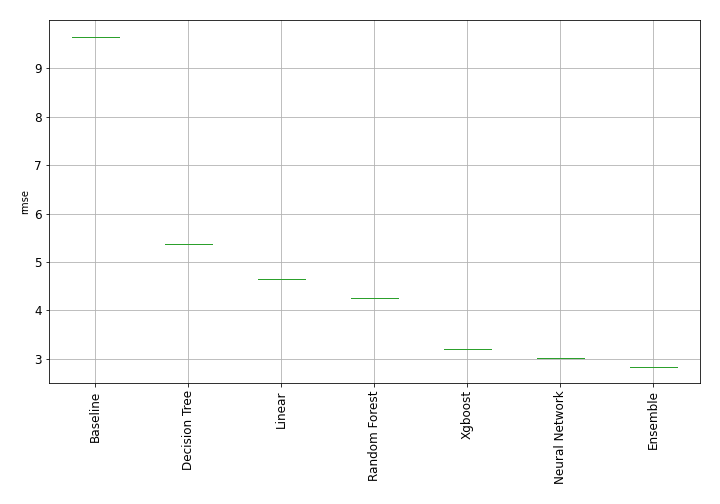 9
8
7
6
5
4
3
rmse
Baseline
Decision Tree
Linear
Random Forest
Xgboost
Neural Network
Ensemble